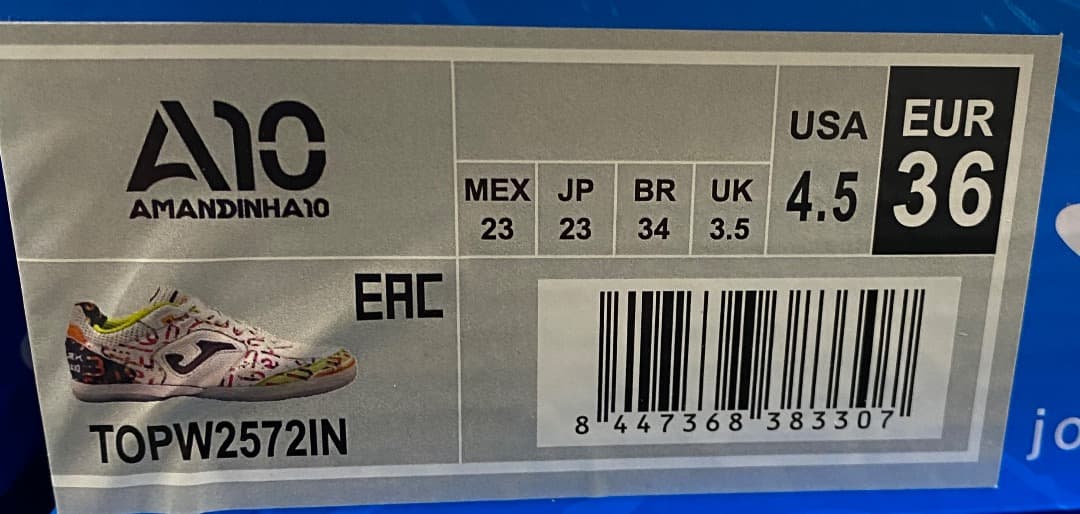 A10
AMANDINHA10
MEX JP BR UK
23 23 34 3.5
USA
4.5
EUR
36
EAC
TOPW2572IN
8 447368 383307
jo